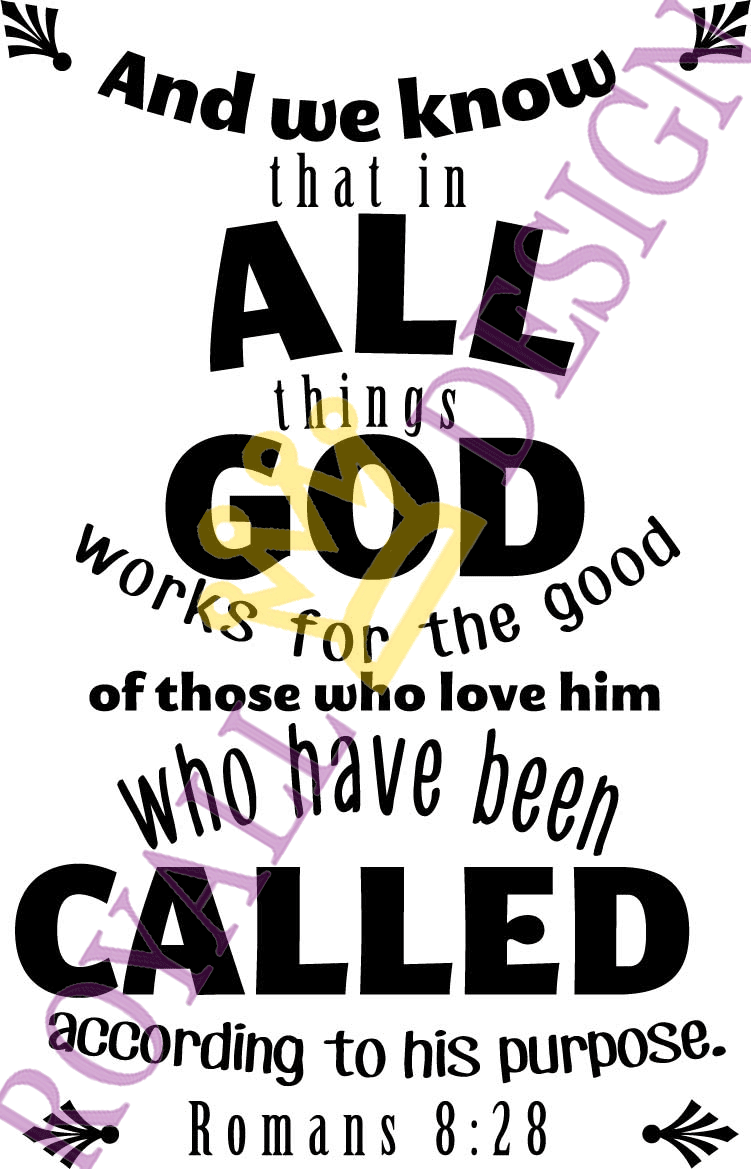 And we know
that in
ALL
things
GOD
works for the good
of those who love him
who have been
CALLED
according to his purpose.
Romans 8:28
ROYALL DESIGN